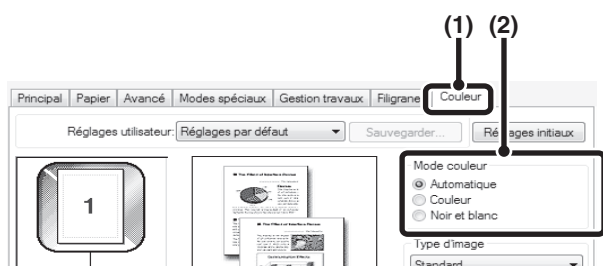 (1) (2)
Principal Papier Avancé Modes spéciaux Gestion travaux Filigrane Couleur
Réglages utilisateur: Réglages par défaut Sauvegarder... Réglages initiaux
Mode couleur
Automatique
Couleur
Noir et blanc
1
Type d'image
Standard